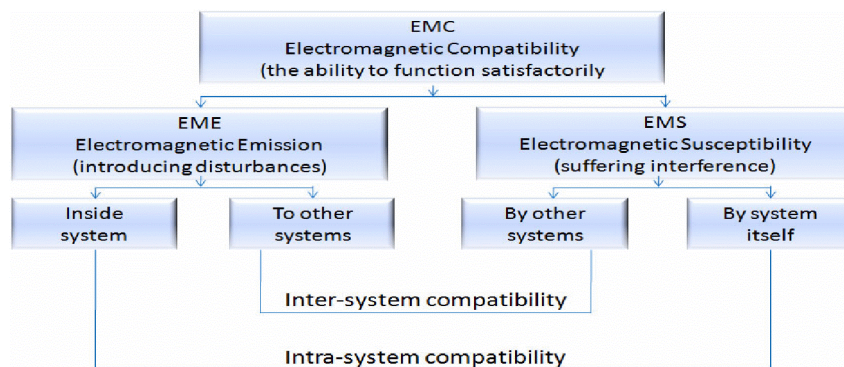 EMC
Electromagnetic Compatibility
(the ability to function satisfactorily
EME
Electromagnetic Emission
(introducing disturbances)
EMS
Electromagnetic Susceptibility
(suffering interference)
Inside
system
To other
systems
By other
systems
By system
itself
Inter-system compatibility
Intra-system compatibility